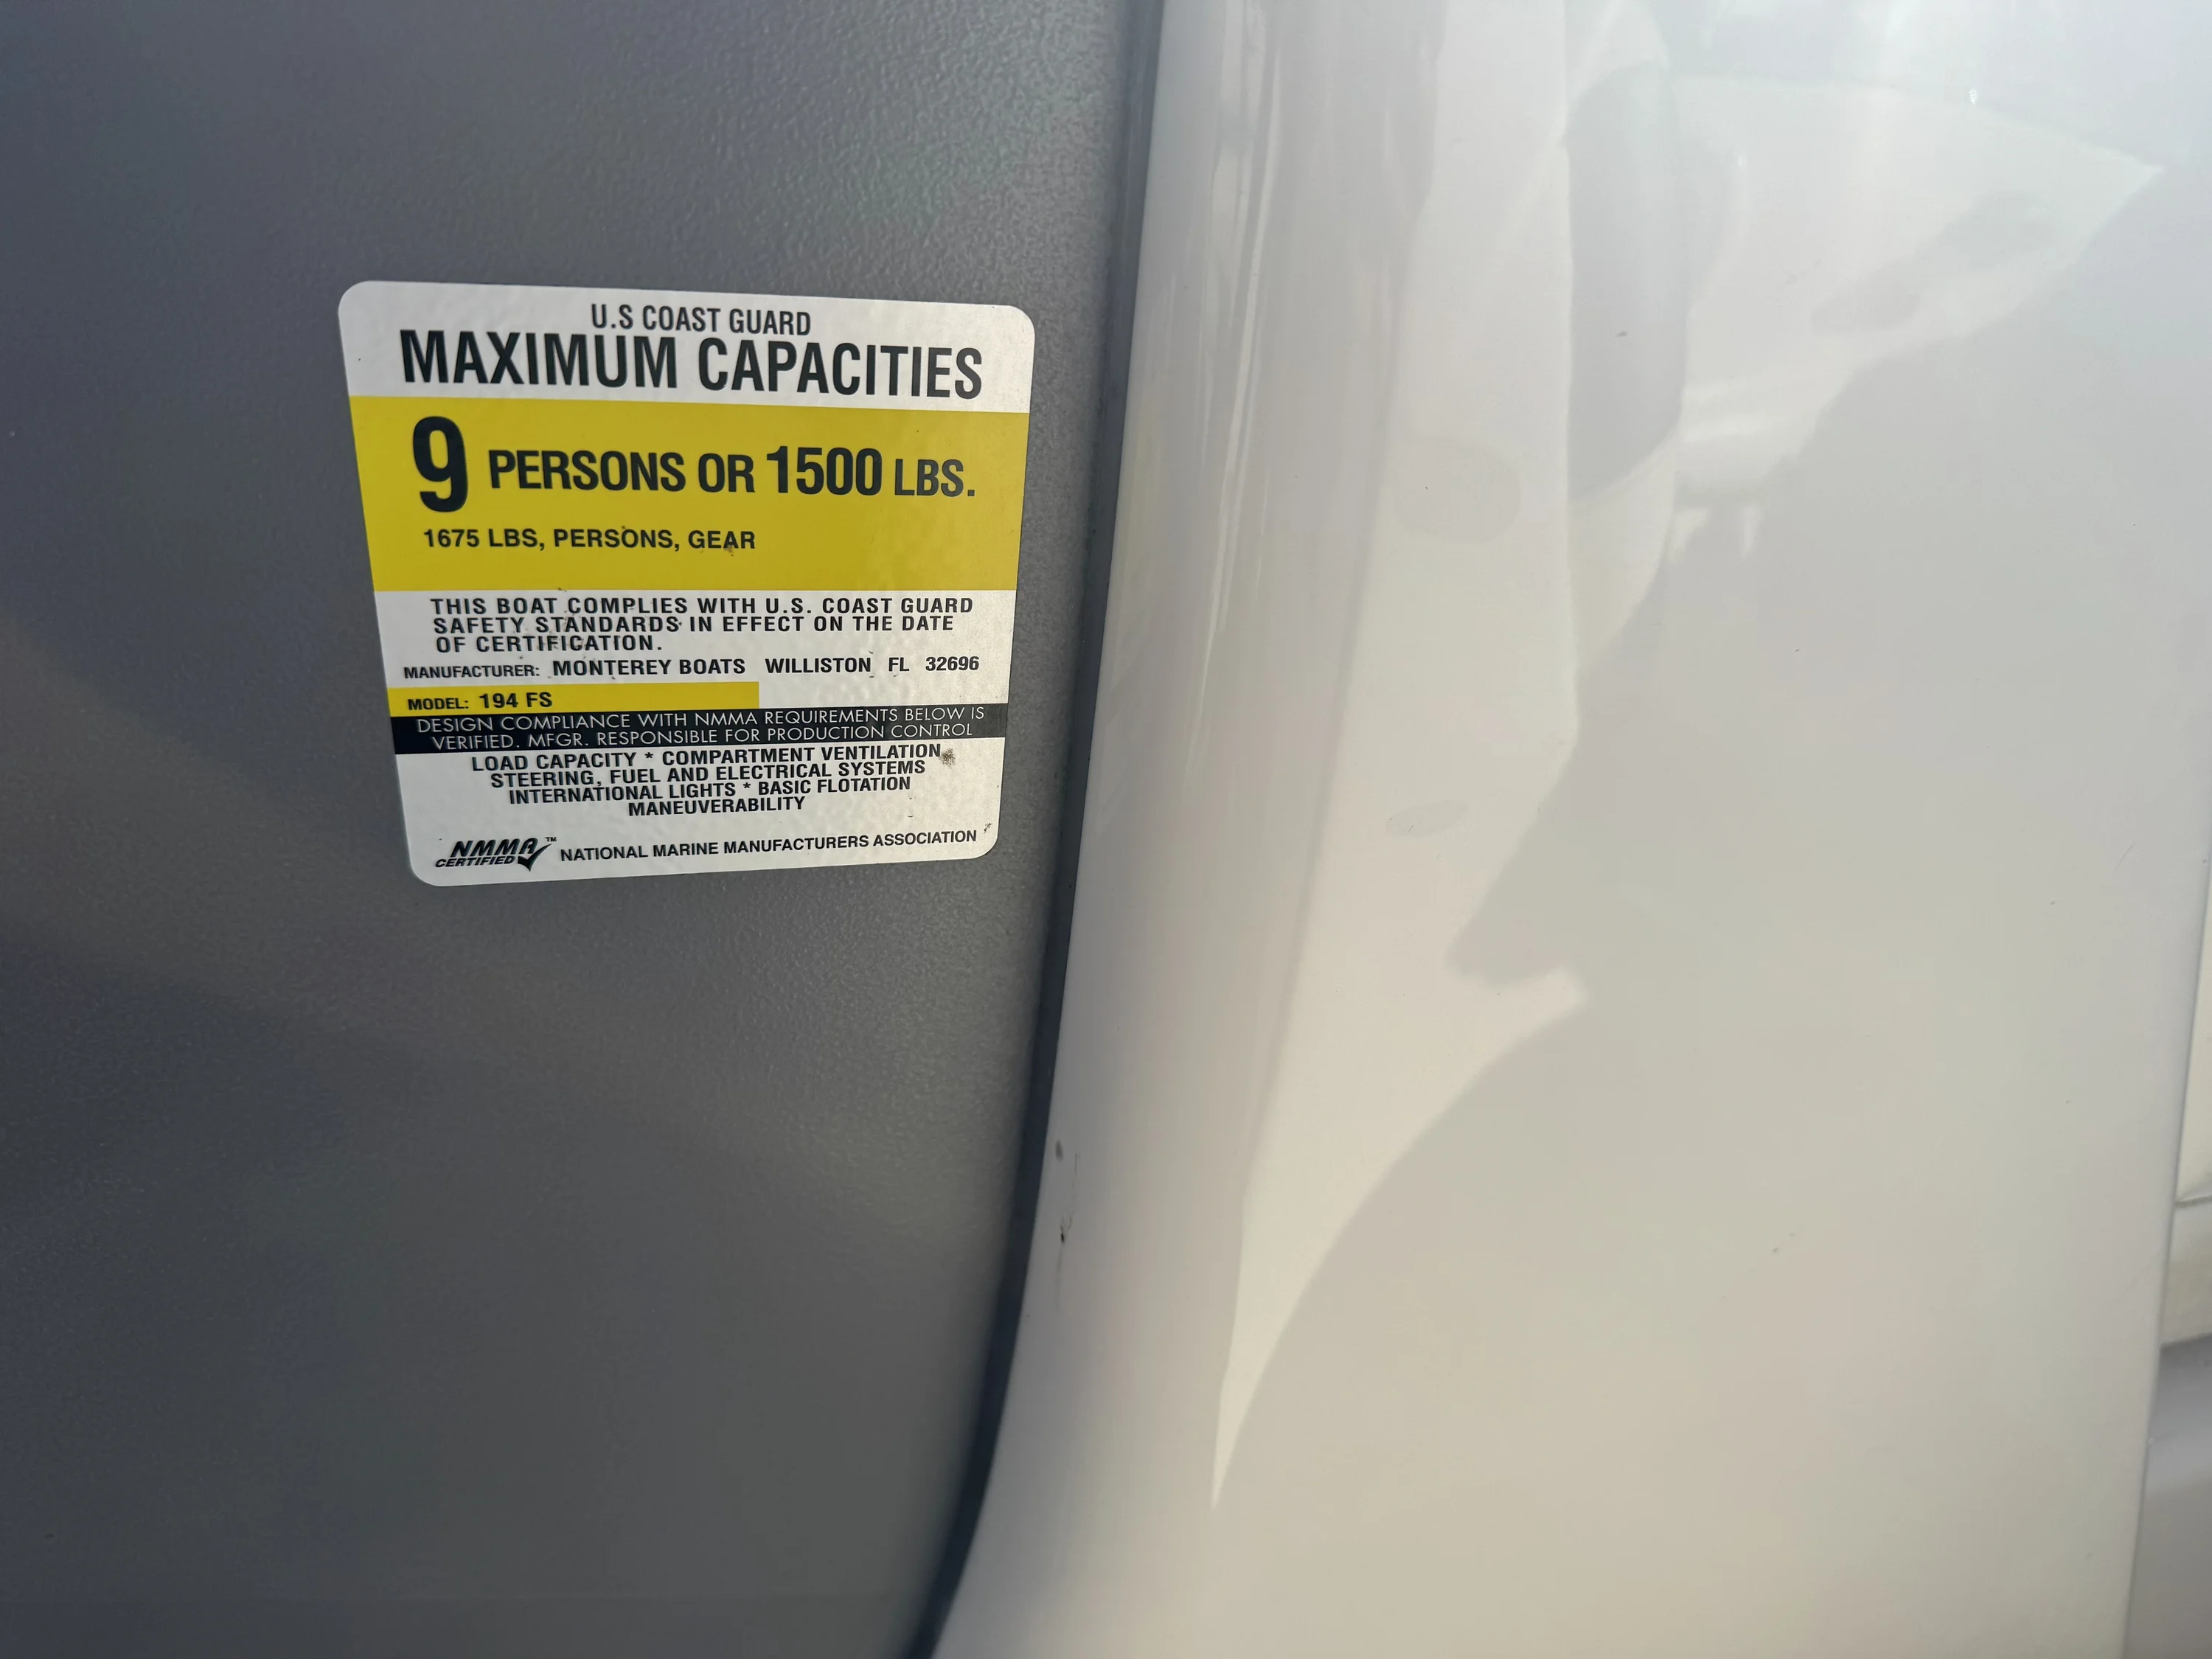 U.S COAST GUARD
MAXIMUM CAPACITIES
9 PERSONS OR 1500 LBS.
1675 LBS, PERSONS, GEAR
THIS BOAT COMPLIES WITH U.S. COAST GUARD
SAFETY STANDARDS IN EFFECT ON THE DATE
OF CERTIFICATION.
MANUFACTURER: MONTEREY BOATS WILLISTON FL 32696
MODEL: 194 FS
DESIGN COMPLIANCE WITH NMMA REQUIREMENTS BELOW IS
VERIFIED. MFGR. RESPONSIBLE FOR PRODUCTION CONTROL
LOAD CAPACITY * COMPARTMENT VENTILATION
STEERING, FUEL AND ELECTRICAL SYSTEMS
INTERNATIONAL LIGHTS * BASIC FLOTATION
MANEUVERABILITY
NMMA™
CERTIFIED
NATIONAL MARINE MANUFACTURERS ASSOCIATION